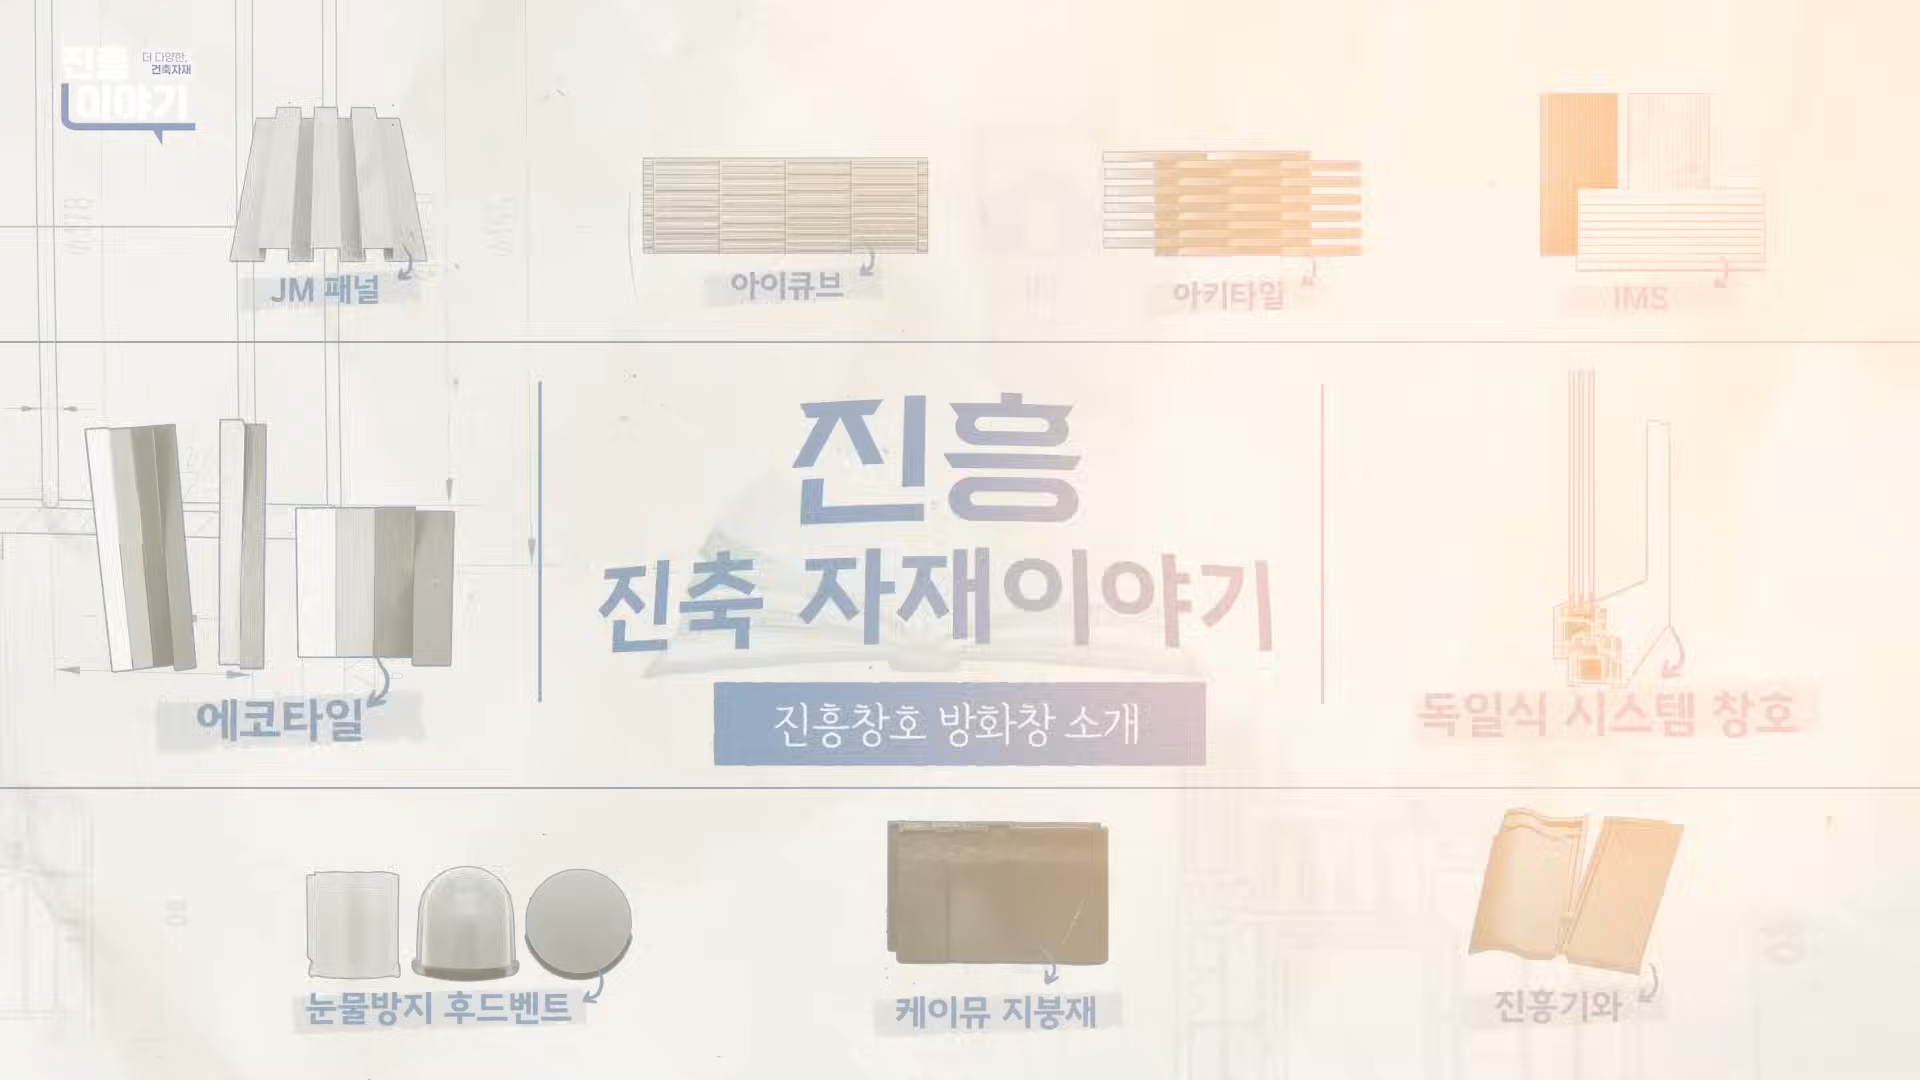 진흥
더 다양한,
건축자재
이야기
JM 패널
아이큐브
아키타일
IMS
진흥
진축 자재이야기
진흥창호 방화창 소개
에코타일
독일식 시스템 창호
눈물방지 후드벤트
케이뮤 지붕재
진흥기와